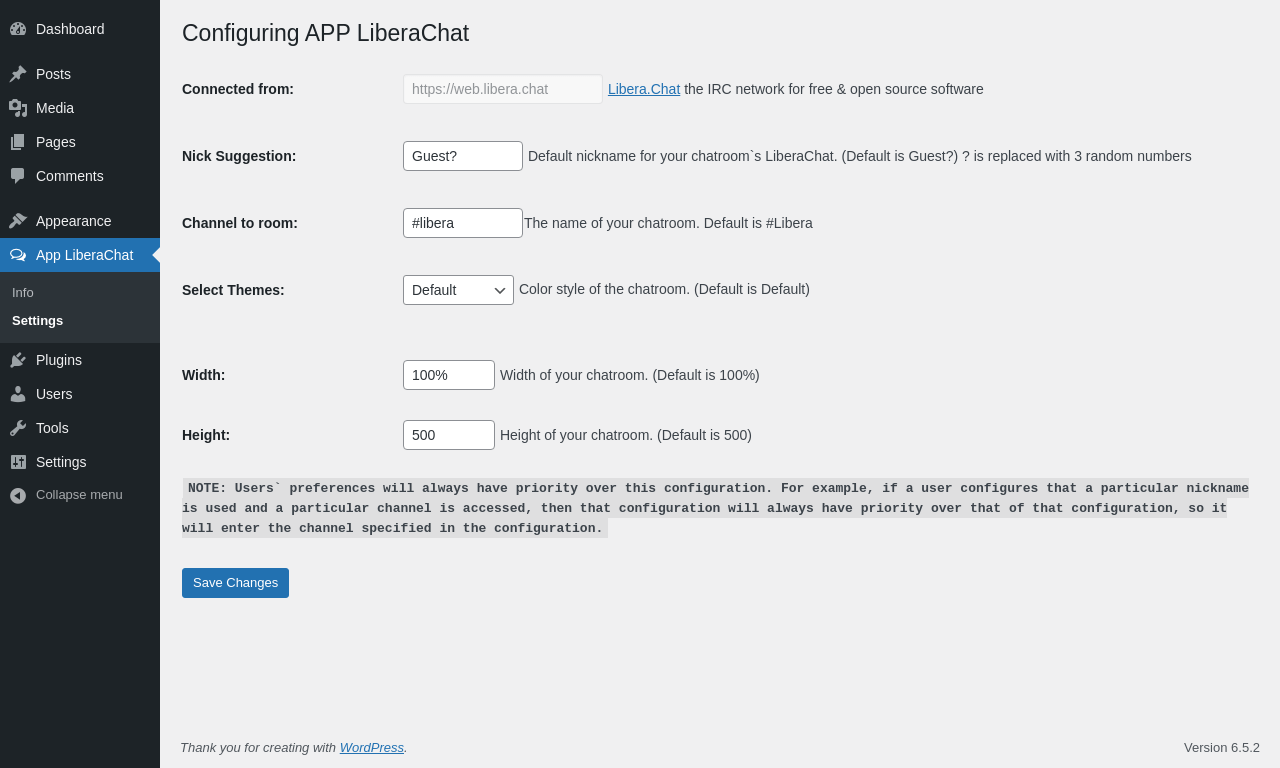 Dashboard
Posts
Media
Pages
Comments
Appearance
App LiberaChat
Info
Settings
Plugins
Users
Tools
Settings
Collapse menu
Configuring APP LiberaChat
Connected from: https://web.libera.chat Libera.Chat the IRC network for free & open source software
Nick Suggestion: Guest? Default nickname for your chatroom`s LiberaChat. (Default is Guest?) ? is replaced with 3 random numbers
Channel to room: #libera The name of your chatroom. Default is #Libera
Select Themes: Default Color style of the chatroom. (Default is Default)
Width: 100% Width of your chatroom. (Default is 100%)
Height: 500 Height of your chatroom. (Default is 500)
NOTE: Users` preferences will always have priority over this configuration. For example, if a user configures that a particular nickname
is used and a particular channel is accessed, then that configuration will always have priority over that of that configuration, so it
will enter the channel specified in the configuration.
Save Changes
Thank you for creating with WordPress.
Version 6.5.2